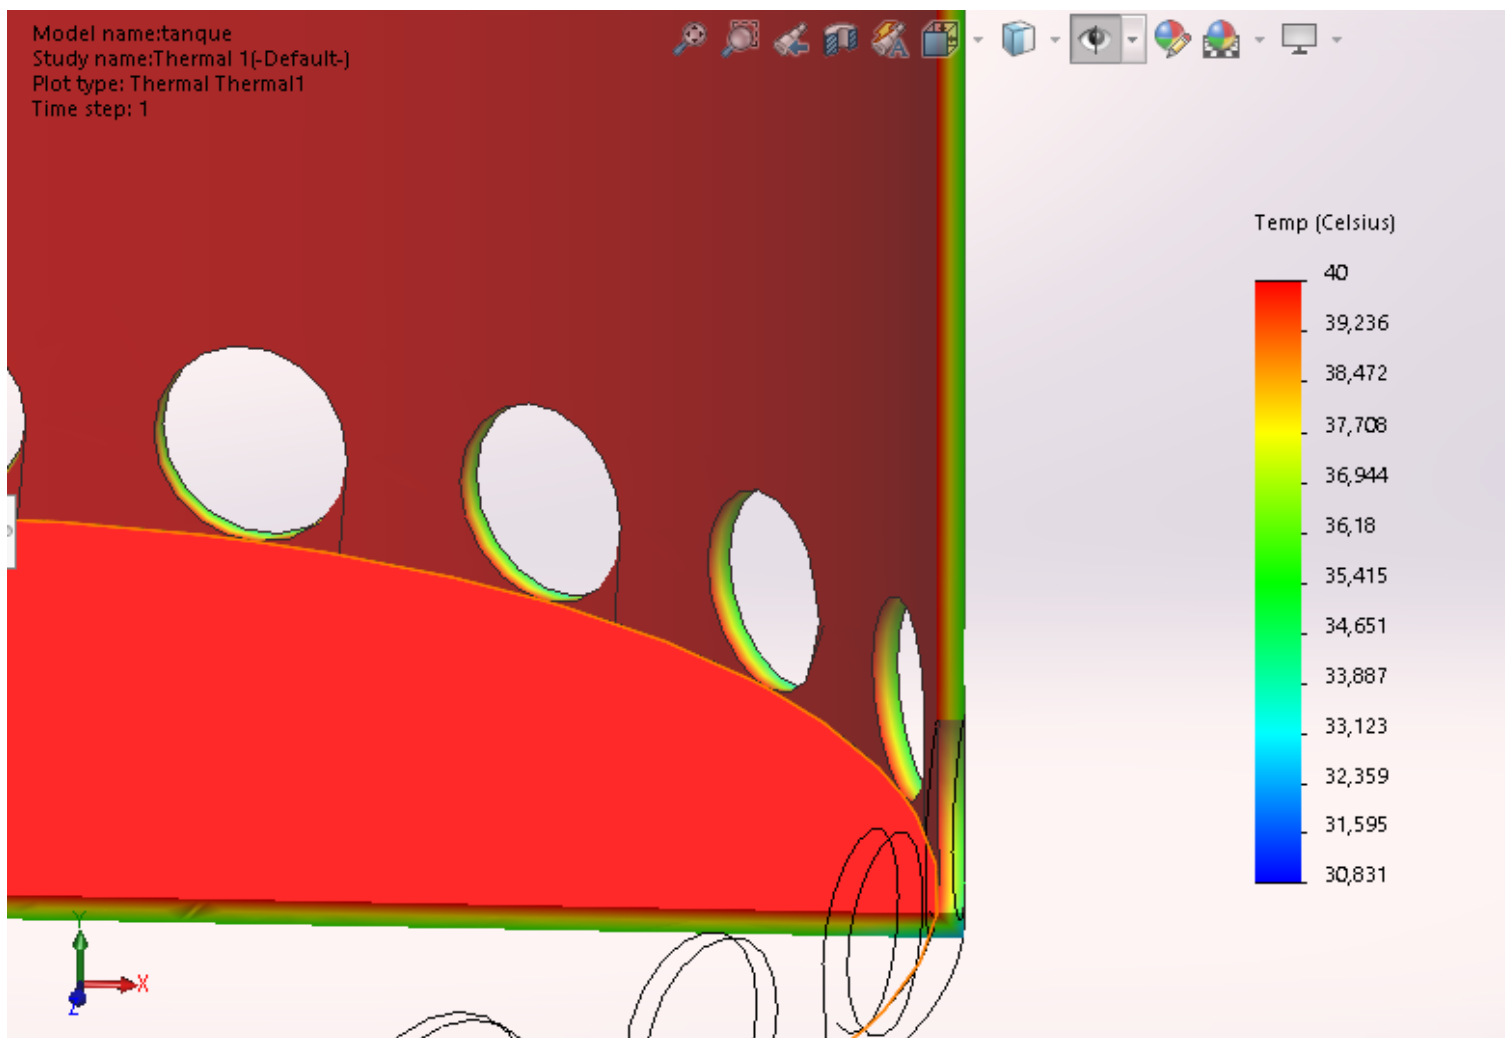 Model name:tanque
Study name:Thermal 1(-Default-)
Plot type: Thermal Thermal1
Time step: 1
Temp (Celsius)
40
39,236
38,472
37,708
36,944
36,18
35,415
34,651
33,887
33,123
32,359
31,595
30,831
Y
X
Z